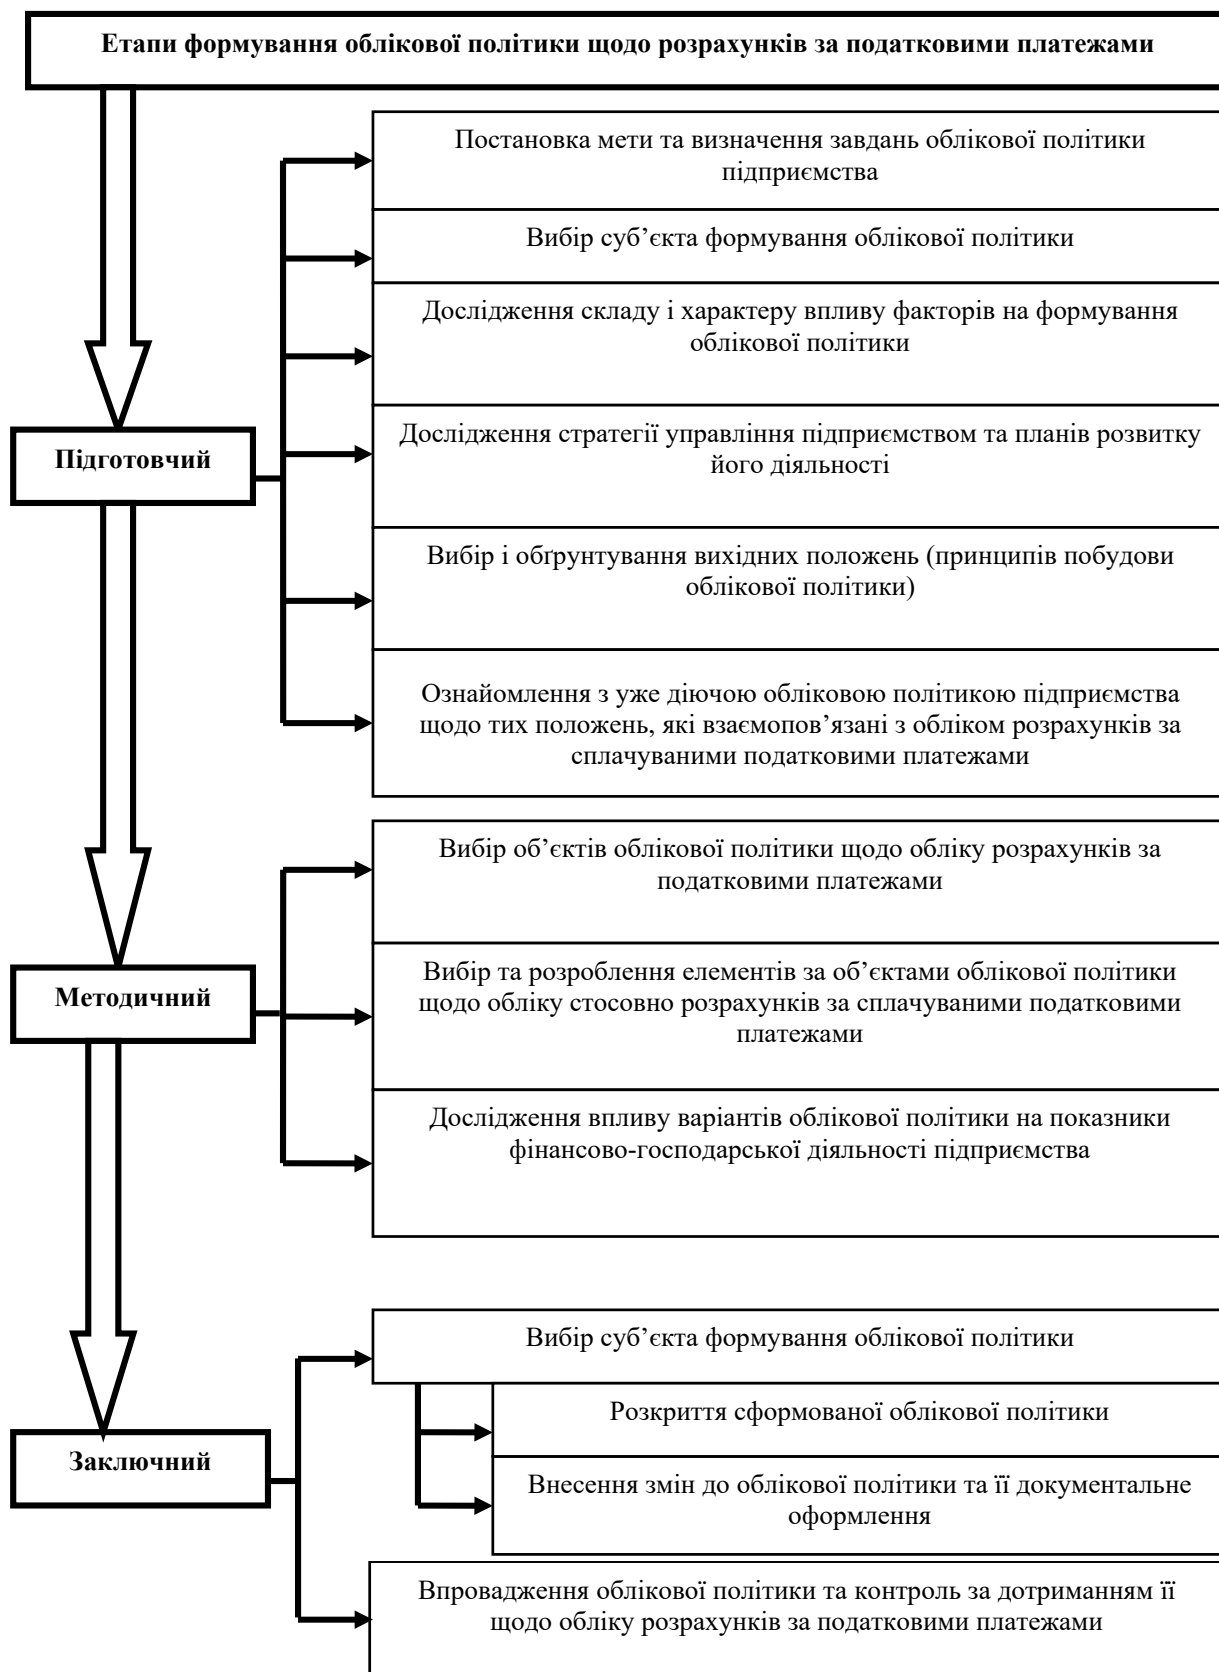 Етапи формування облікової політики щодо розрахунків за податковими платежами
Постановка мети та визначення завдань облікової політики
підприємства
Вибір суб’єкта формування облікової політики
Дослідження складу і характеру впливу факторів на формування
облікової політики
Дослідження стратегії управління підприємством та планів розвитку
його діяльності
Підготовчий
Вибір і обґрунтування вихідних положень (принципів побудови
облікової політики)
Ознайомлення з уже діючою обліковою політикою підприємства
щодо тих положень, які взаємопов’язані з обліком розрахунків за
сплачуваними податковими платежами
Вибір об’єктів облікової політики щодо обліку розрахунків за
податковими платежами
Методичний
Вибір та розроблення елементів за об’єктами облікової політики
щодо обліку стосовно розрахунків за сплачуваними податковими
платежами
Дослідження впливу варіантів облікової політики на показники
фінансово-господарської діяльності підприємства
Вибір суб’єкта формування облікової політики
Розкриття сформованої облікової політики
Заключний
Внесення змін до облікової політики та її документальне
оформлення
Впровадження облікової політики та контроль за дотриманням її
щодо обліку розрахунків за податковими платежами